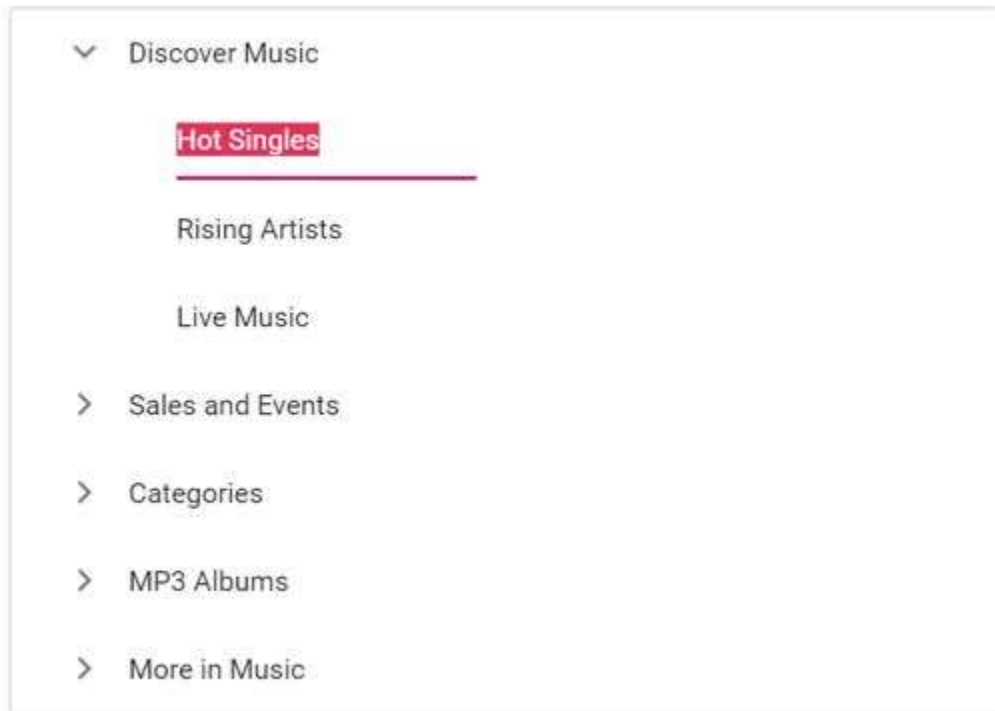 Discover Music
Hot Singles
Rising Artists
Live Music
Sales and Events
Categories
MP3 Albums
More in Music